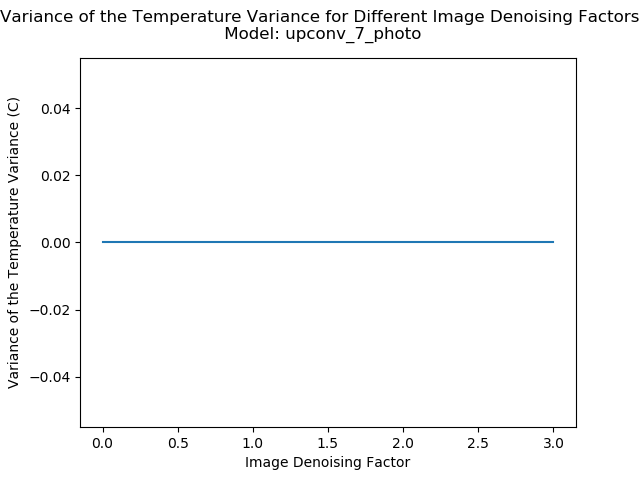 Variance of the Temperature Variance for Different Image Denoising Factors
Model: upconv_7_photo
Variance of the Temperature Variance (C)
0.04
0.02
0.00
−0.02
−0.04
0.0 0.5 1.0 1.5 2.0 2.5 3.0
Image Denoising Factor